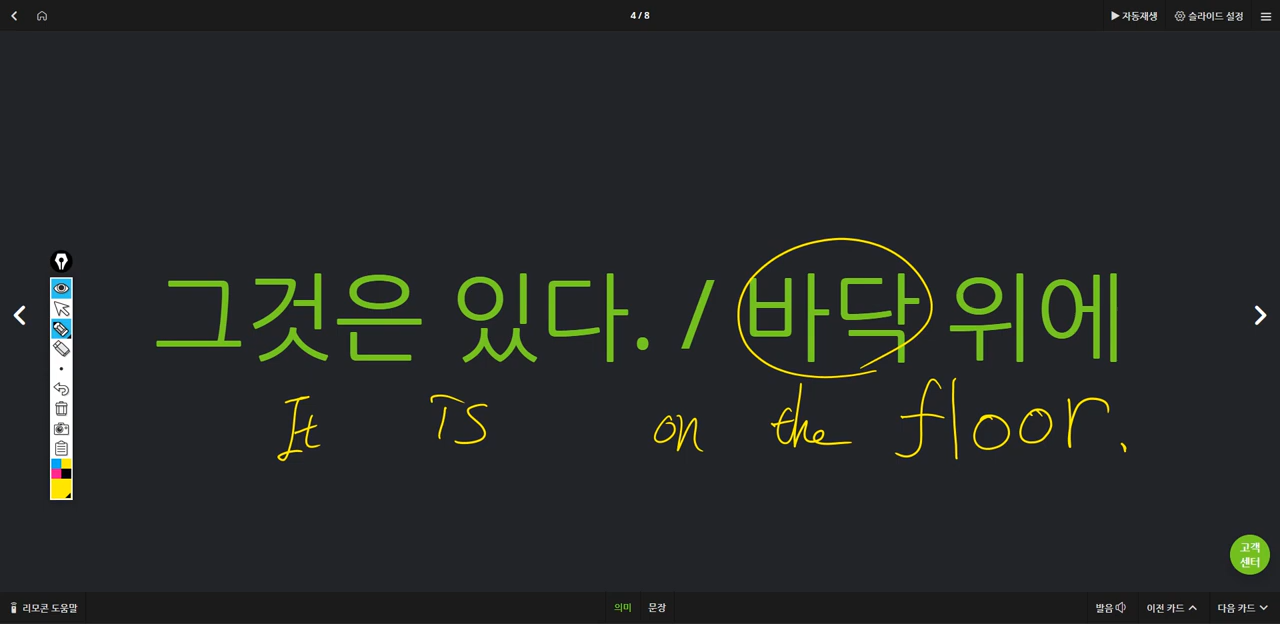 4 / 8
자동재생
슬라이드 설정
그것은 있다. / 바닥 위에
It is on the floor.
고객
센터
리모콘 도움말
의미
문장
발음
이전 카드
다음 카드